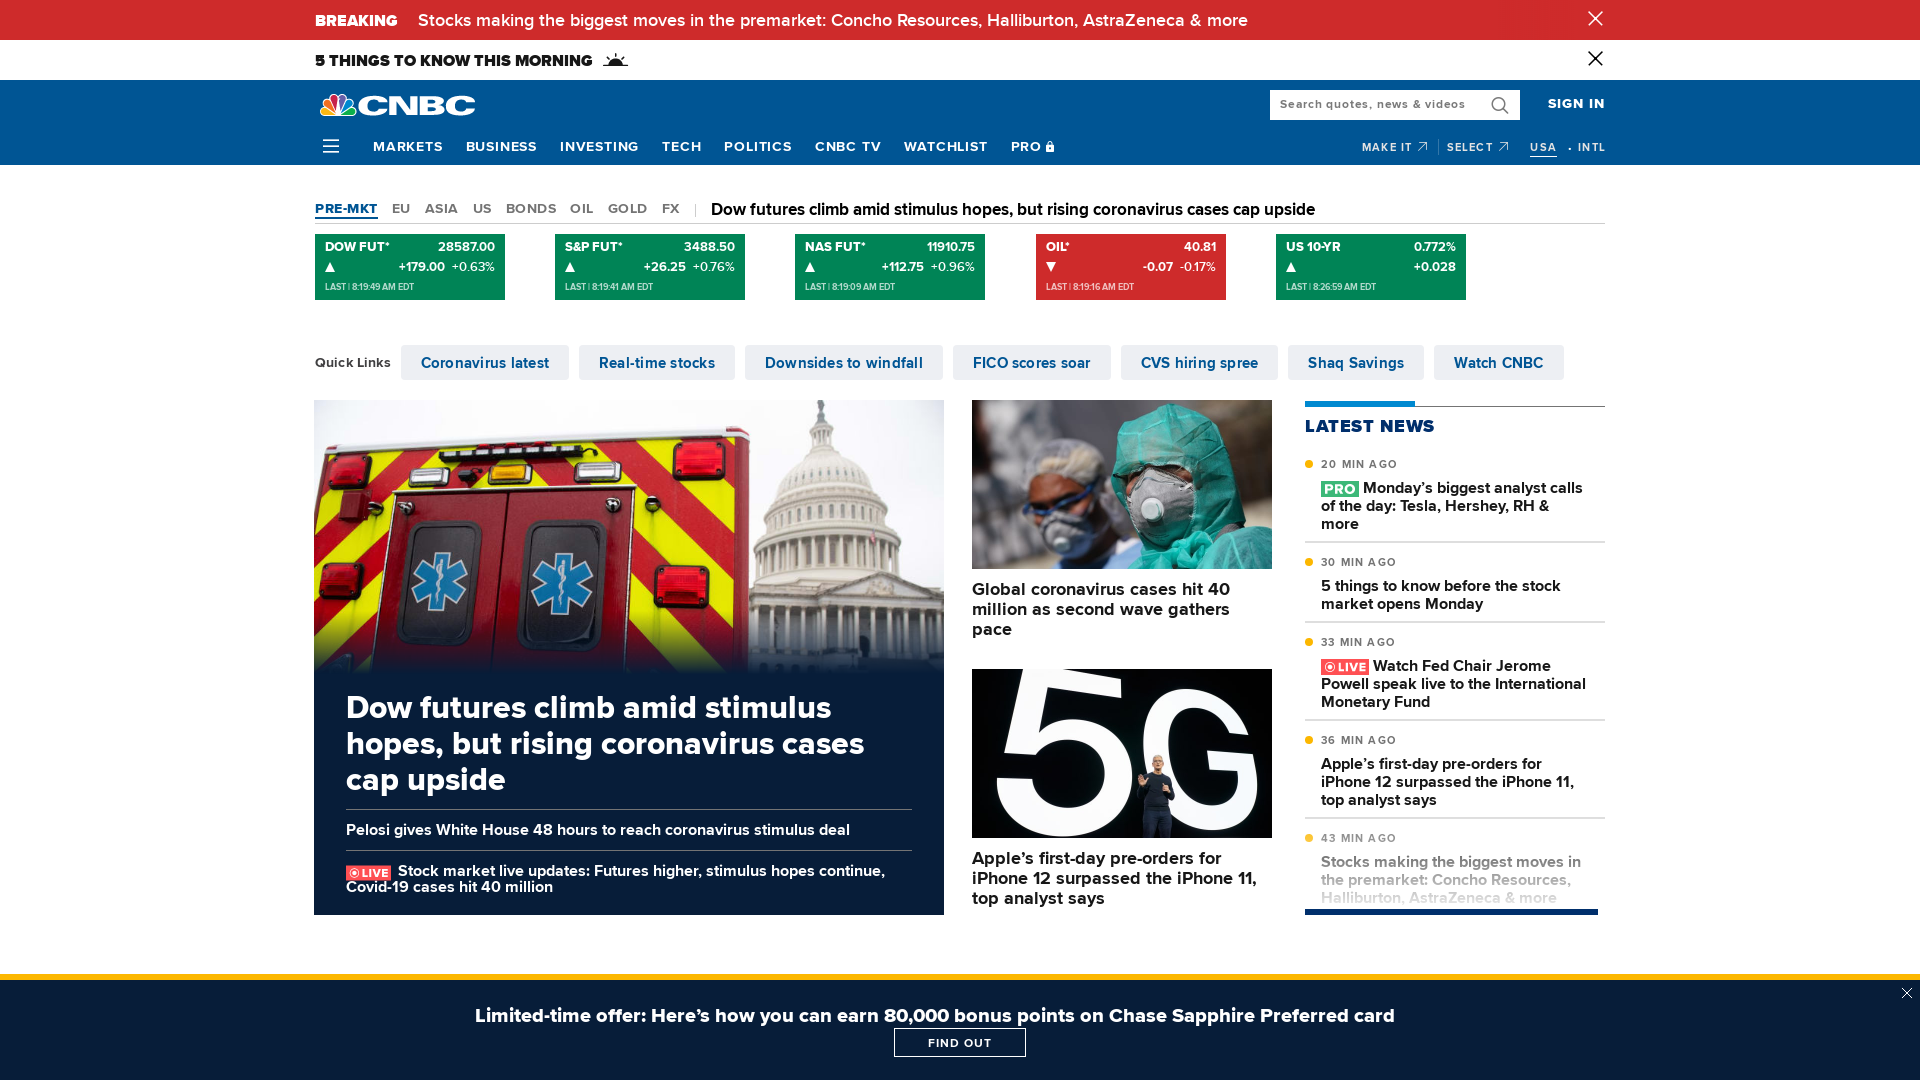 BREAKING Stocks making the biggest moves in the premarket: Concho Resources, Halliburton, AstraZeneca & more
5 THINGS TO KNOW THIS MORNING
CNBC
Search quotes, news & videos
SIGN IN
MARKETS BUSINESS INVESTING TECH POLITICS CNBC TV WATCHLIST PRO
MAKE IT SELECT USA • INTL
PRE-MKT EU ASIA US BONDS OIL GOLD FX
Dow futures climb amid stimulus hopes, but rising coronavirus cases cap upside
DOW FUT* 28587.00
+179.00 +0.63%
LAST | 8:19:49 AM EDT
S&P FUT* 3488.50
+26.25 +0.76%
LAST | 8:19:41 AM EDT
NAS FUT* 11910.75
+112.75 +0.96%
LAST | 8:19:09 AM EDT
OIL* 40.81
-0.07 -0.17%
LAST | 8:19:16 AM EDT
US 10-YR 0.772%
+0.028
LAST | 8:26:59 AM EDT
Quick Links Coronavirus latest Real-time stocks Downsides to windfall FICO scores soar CVS hiring spree Shaq Savings Watch CNBC
Dow futures climb amid stimulus
hopes, but rising coronavirus cases
cap upside
Pelosi gives White House 48 hours to reach coronavirus stimulus deal
LIVE Stock market live updates: Futures higher, stimulus hopes continue,
Covid-19 cases hit 40 million
Global coronavirus cases hit 40
million as second wave gathers
pace
5G
Apple’s first-day pre-orders for
iPhone 12 surpassed the iPhone 11,
top analyst says
LATEST NEWS
20 MIN AGO
PRO Monday’s biggest analyst calls
of the day: Tesla, Hershey, RH &
more
30 MIN AGO
5 things to know before the stock
market opens Monday
33 MIN AGO
LIVE Watch Fed Chair Jerome
Powell speak live to the International
Monetary Fund
36 MIN AGO
Apple’s first-day pre-orders for
iPhone 12 surpassed the iPhone 11,
top analyst says
43 MIN AGO
Stocks making the biggest moves in
the premarket: Concho Resources,
Halliburton, AstraZeneca & more
Limited-time offer: Here’s how you can earn 80,000 bonus points on Chase Sapphire Preferred card
FIND OUT